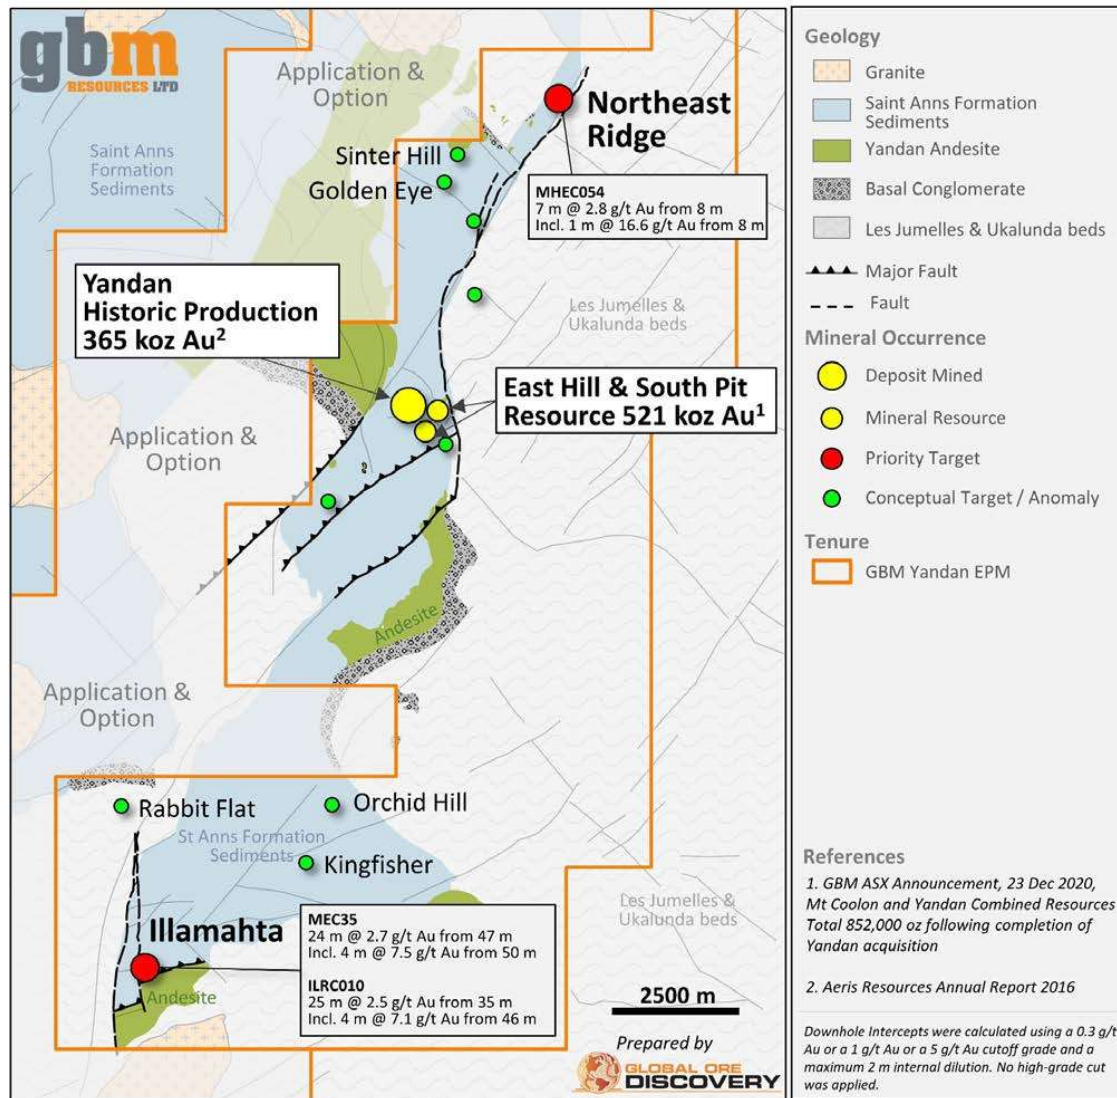 gbm
RESOURCES LTD
Application &
Option
Northeast
Ridge
Saint Anns
Formation
Sediments
Sinter Hill
Golden Eye
MHEC054
7 m @ 2.8 g/t Au from 8 m
Incl. 1 m @ 16.6 g/t Au from 8 m
Yandan
Historic Production
365 koz Au²
Les Jumelles &
Ukalunda beds
East Hill & South Pit
Resource 521 koz Au¹
Application &
Option
Andesite
Application &
Option
Rabbit Flat
Orchid Hill
St Anns Formation
Sediments
Kingfisher
Illamahta
MEC35
24 m @ 2.7 g/t Au from 47 m
Incl. 4 m @ 7.5 g/t Au from 50 m
ILRC010
25 m @ 2.5 g/t Au from 35 m
Incl. 4 m @ 7.1 g/t Au from 46 m
Andesite
Les Jumelles &
Ukalunda beds
2500 m
Prepared by
GLOBAL ORE
DISCOVERY
Geology
Granite
Saint Anns Formation
Sediments
Yandan Andesite
Basal Conglomerate
Les Jumelles & Ukalunda beds
Major Fault
Fault
Mineral Occurrence
Deposit Mined
Mineral Resource
Priority Target
Conceptual Target / Anomaly
Tenure
GBM Yandan EPM
References
1. GBM ASX Announcement, 23 Dec 2020,
Mt Coolon and Yandan Combined Resources
Total 852,000 oz following completion of
Yandan acquisition
2. Aeris Resources Annual Report 2016
Downhole Intercepts were calculated using a 0.3 g/t
Au or a 1 g/t Au or a 5 g/t Au cutoff grade and a
maximum 2 m internal dilution. No high-grade cut
was applied.